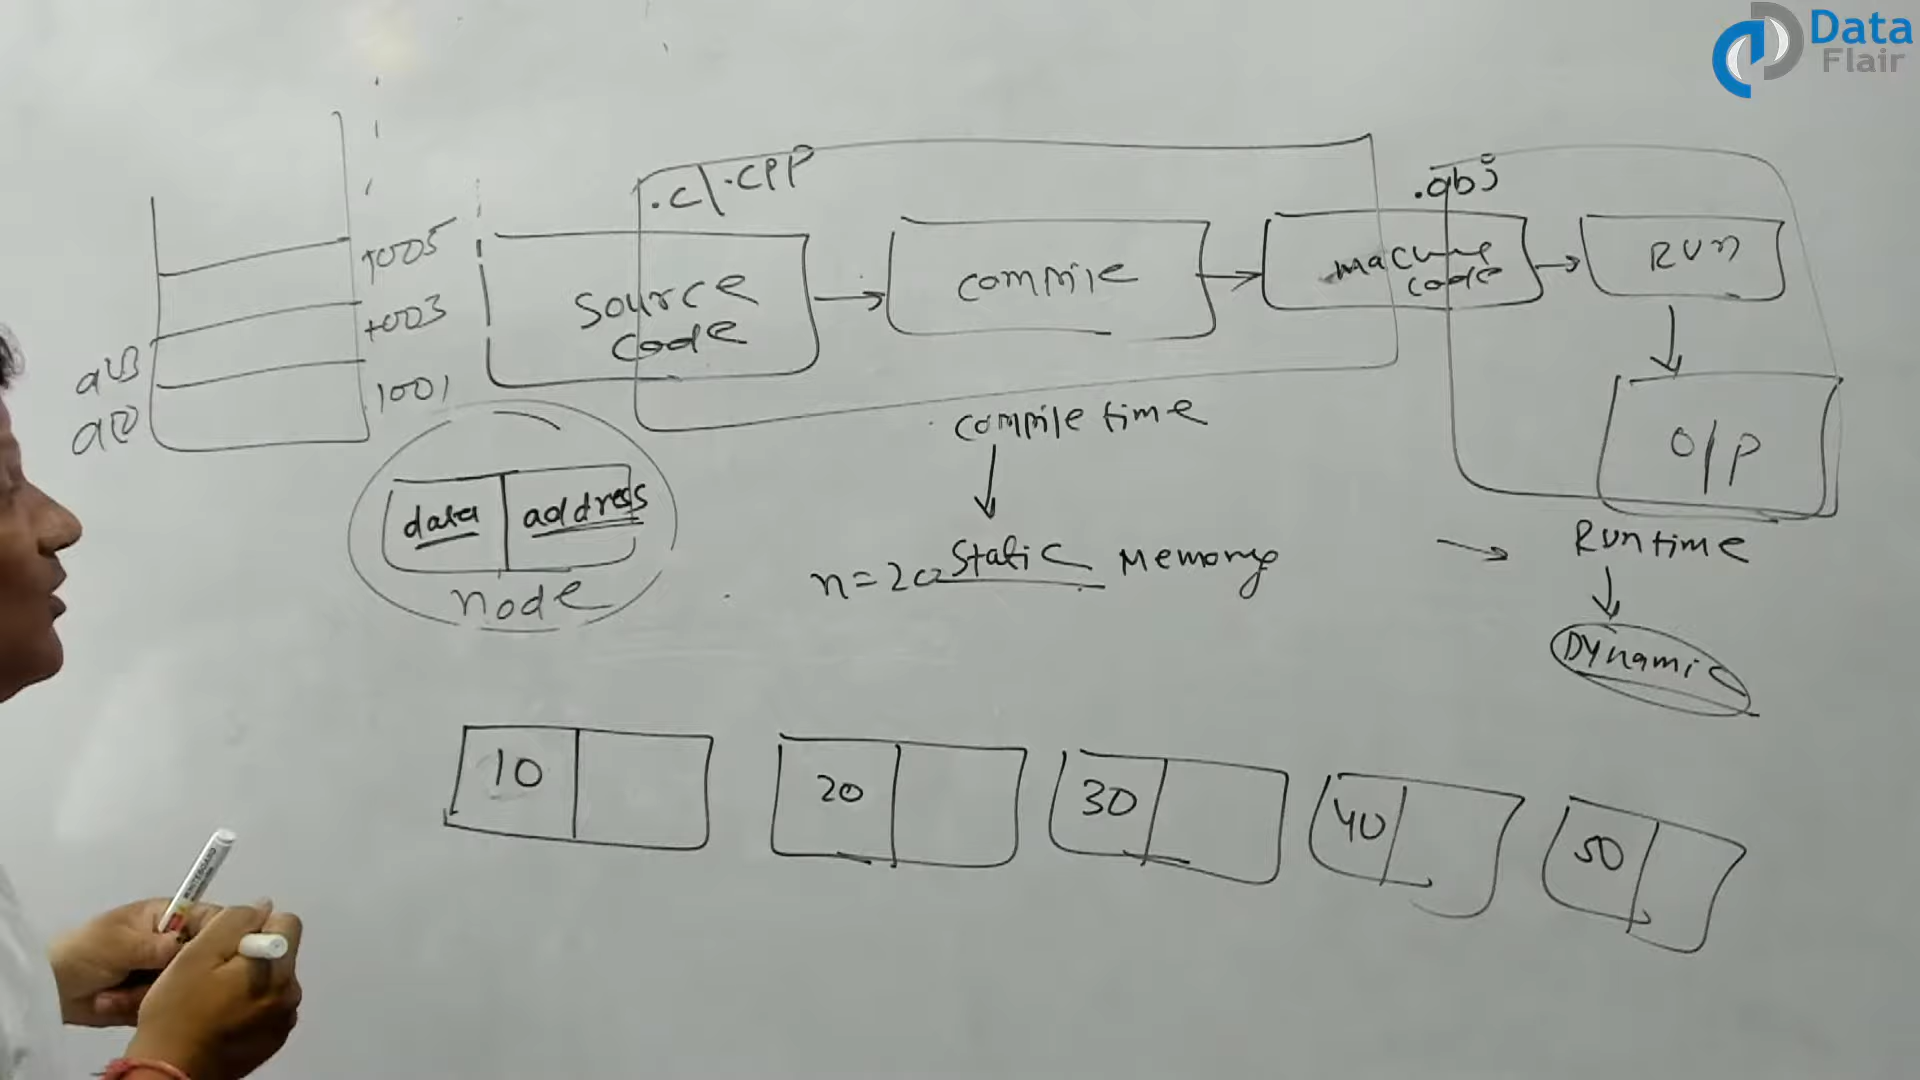 Data
Flair
.c\.cpp
.obj
1005
1003
1001
Source
code
compile
machine
code
Run
O/P
compile time
data
address
node
n=20
Static Memory
Runtime
Dynamic
10
20
30
40
50